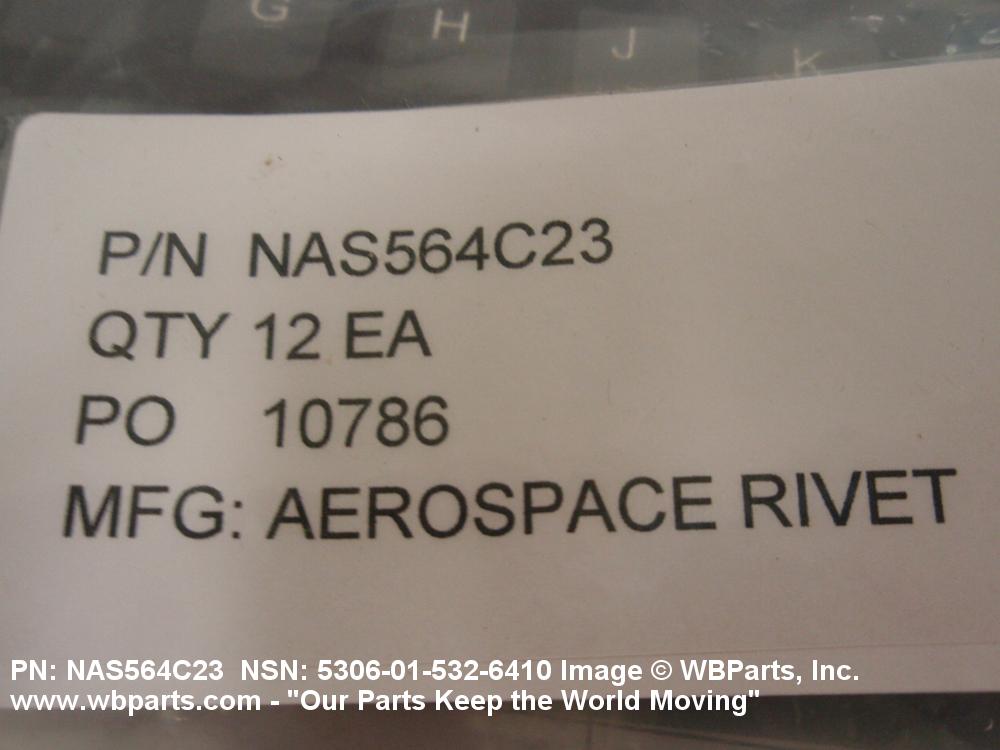 G H J K
P/N NAS564C23
QTY 12 EA
PO 10786
MFG: AEROSPACE RIVET
PN: NAS564C23 NSN: 5306-01-532-6410 Image © WBParts, Inc.
www.wbparts.com - "Our Parts Keep the World Moving"